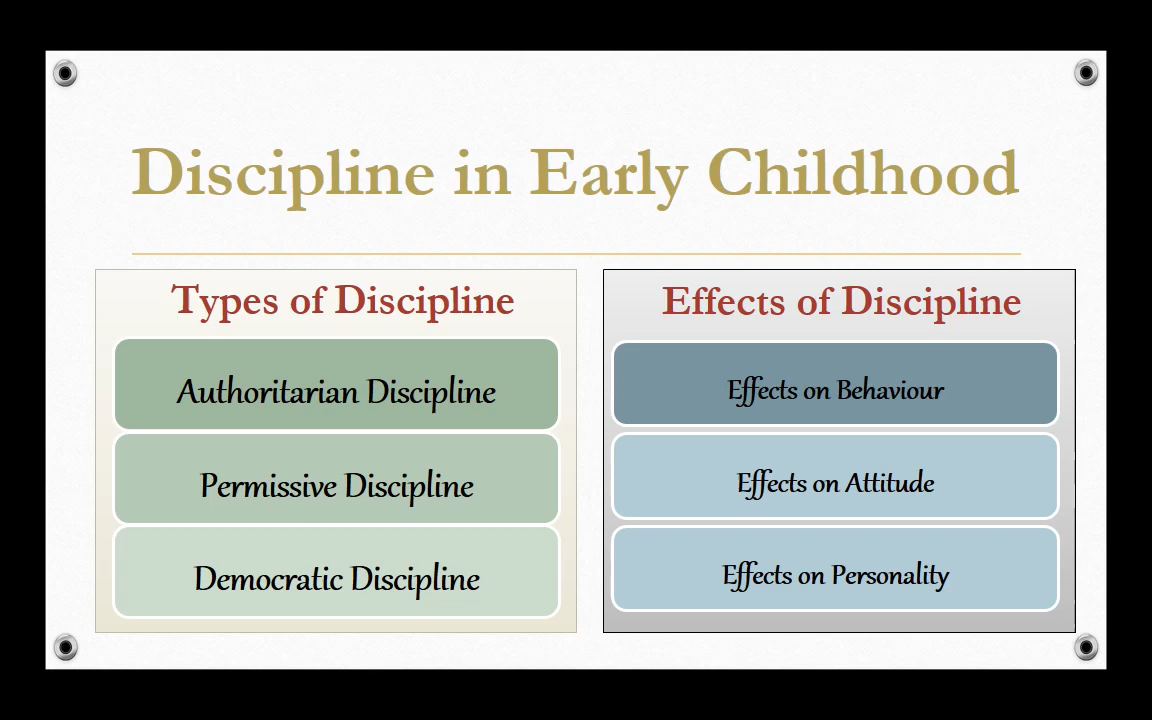 Discipline in Early Childhood
Types of Discipline
Authoritarian Discipline
Permissive Discipline
Democratic Discipline
Effects of Discipline
Effects on Behaviour
Effects on Attitude
Effects on Personality